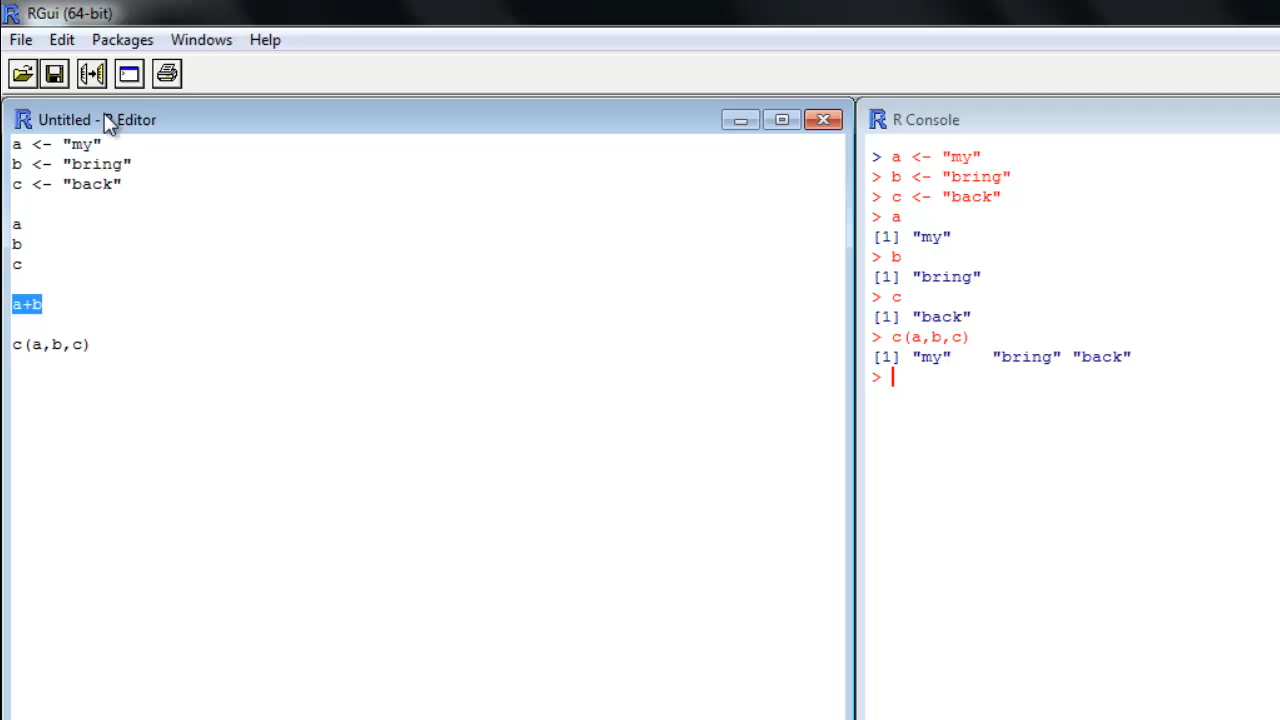 RGui (64-bit)
File Edit Packages Windows Help
Untitled - R Editor
a <- "my"
b <- "bring"
c <- "back"
a
b
c
a+b
c(a,b,c)
R Console
> a <- "my"
> b <- "bring"
> c <- "back"
> a
[1] "my"
> b
[1] "bring"
> c
[1] "back"
> c(a,b,c)
[1] "my"    "bring" "back"
>